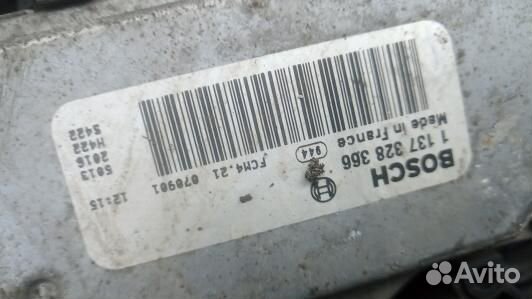 BOSCH
1 137 328 366
Made in France
944
FCM4.21 070901
12:15
5013
2016
H422
5422
Avito